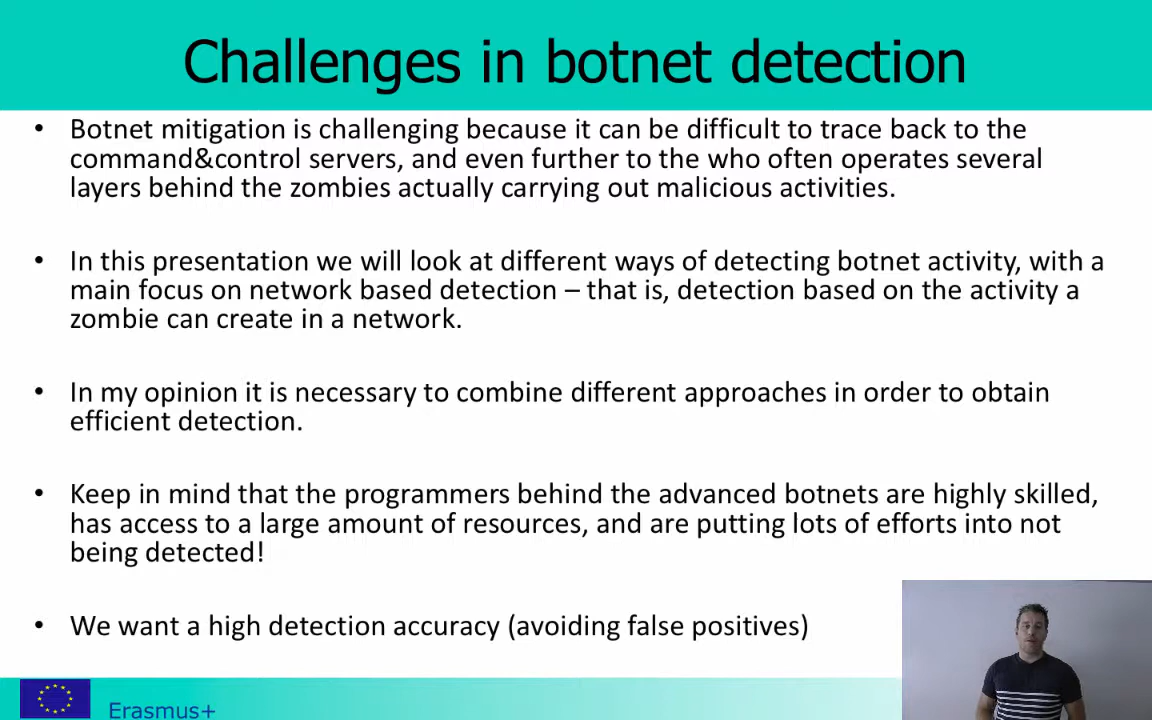 Challenges in botnet detection
• Botnet mitigation is challenging because it can be difficult to trace back to the
command&control servers, and even further to the who often operates several
layers behind the zombies actually carrying out malicious activities.
• In this presentation we will look at different ways of detecting botnet activity, with a
main focus on network based detection – that is, detection based on the activity a
zombie can create in a network.
• In my opinion it is necessary to combine different approaches in order to obtain
efficient detection.
• Keep in mind that the programmers behind the advanced botnets are highly skilled,
has access to a large amount of resources, and are putting lots of efforts into not
being detected!
• We want a high detection accuracy (avoiding false positives)
Erasmus+